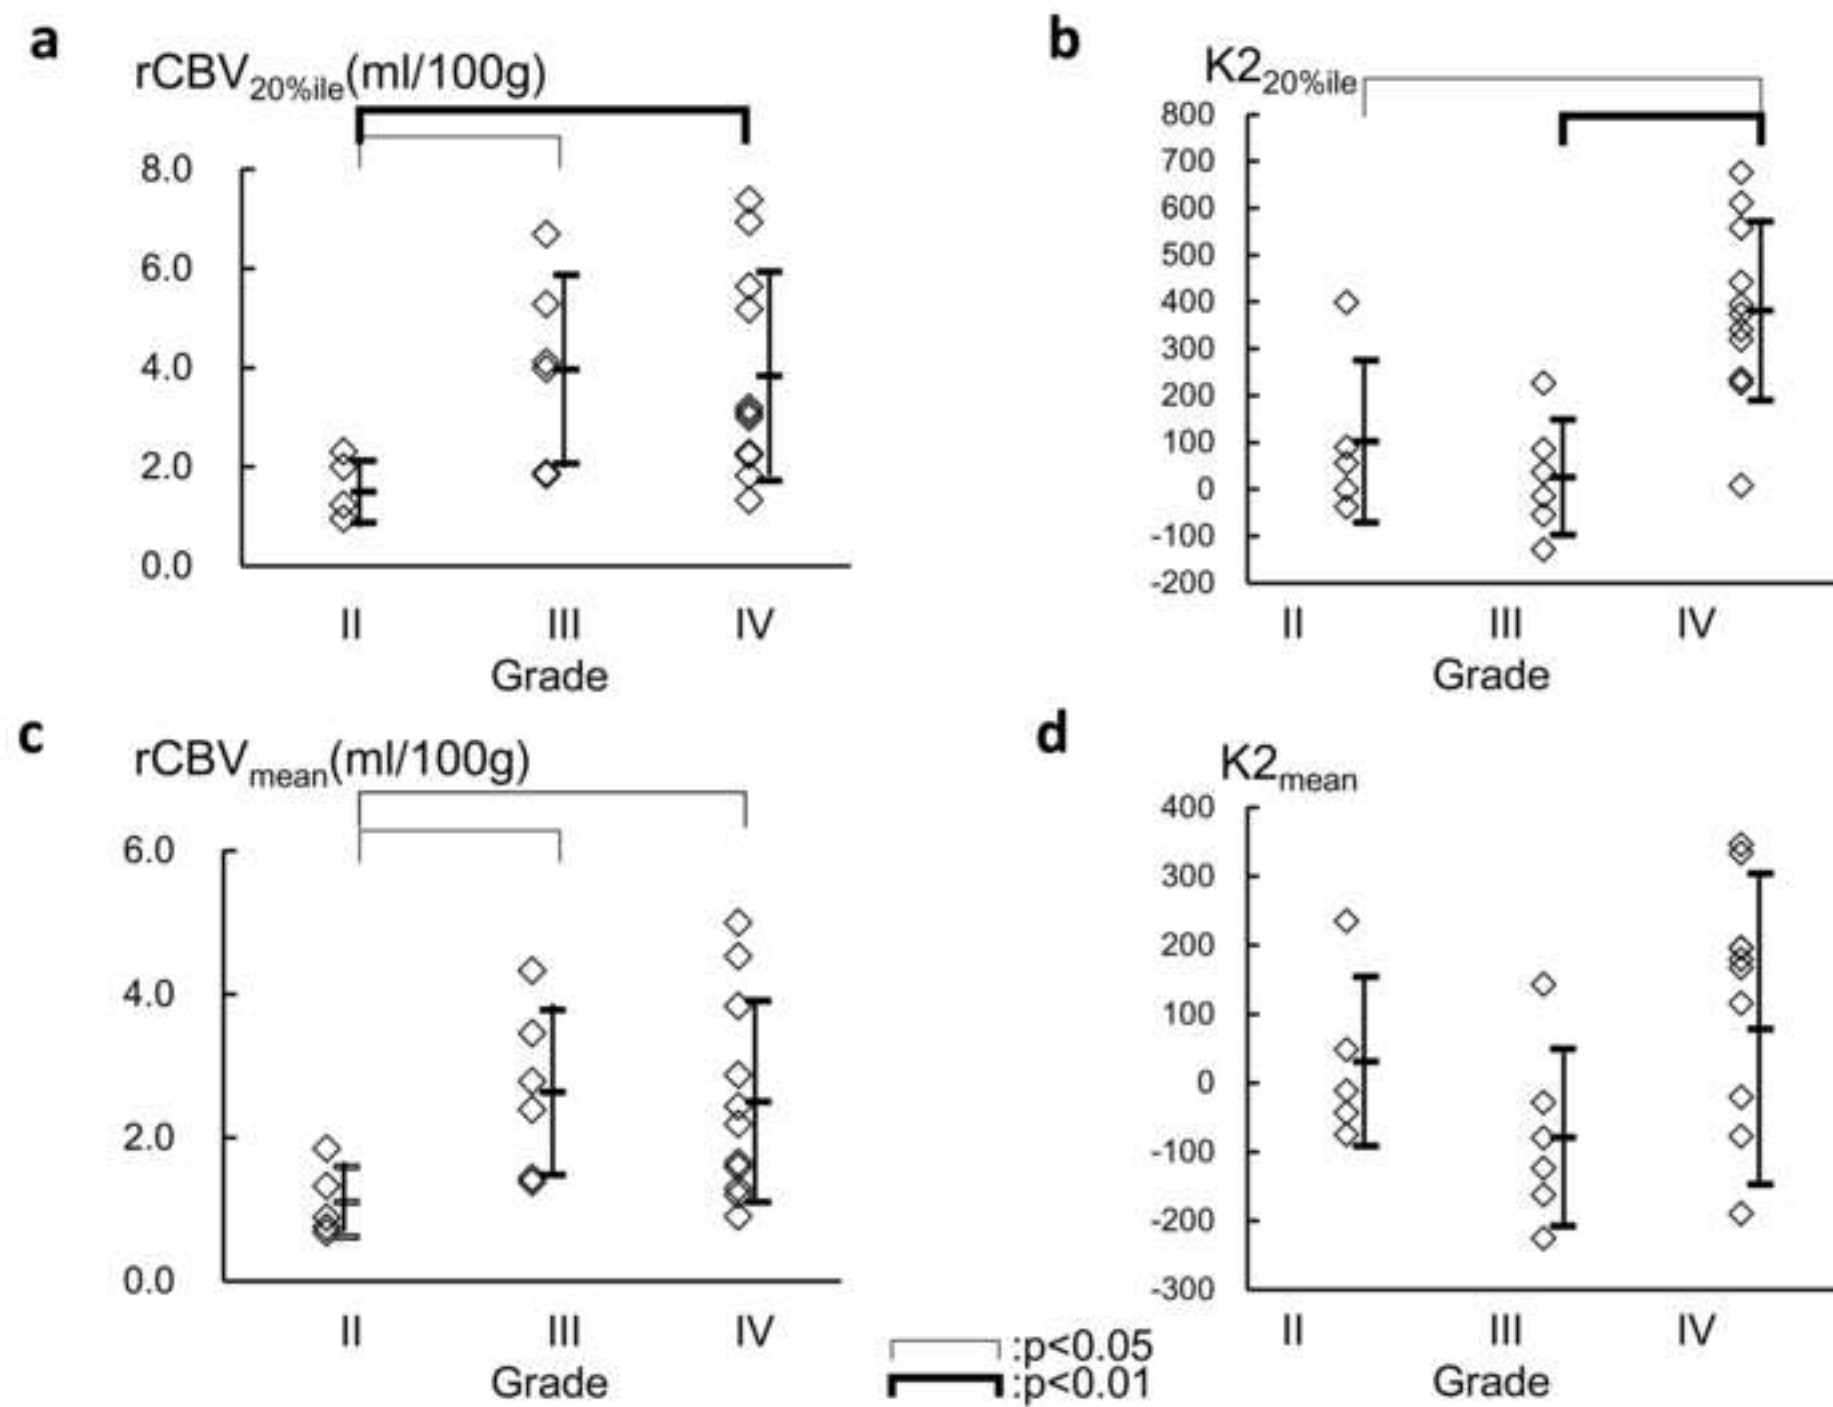 a
rCBV20%ile(ml/100g)
8.0
6.0
4.0
2.0
0.0
II III IV
Grade
b
K220%ile
800
700
600
500
400
300
200
100
0
-100
-200
II III IV
Grade
c
rCBVmean(ml/100g)
6.0
4.0
2.0
0.0
II III IV
Grade
d
K2mean
400
300
200
100
0
-100
-200
-300
II III IV
Grade
:p<0.05
:p<0.01